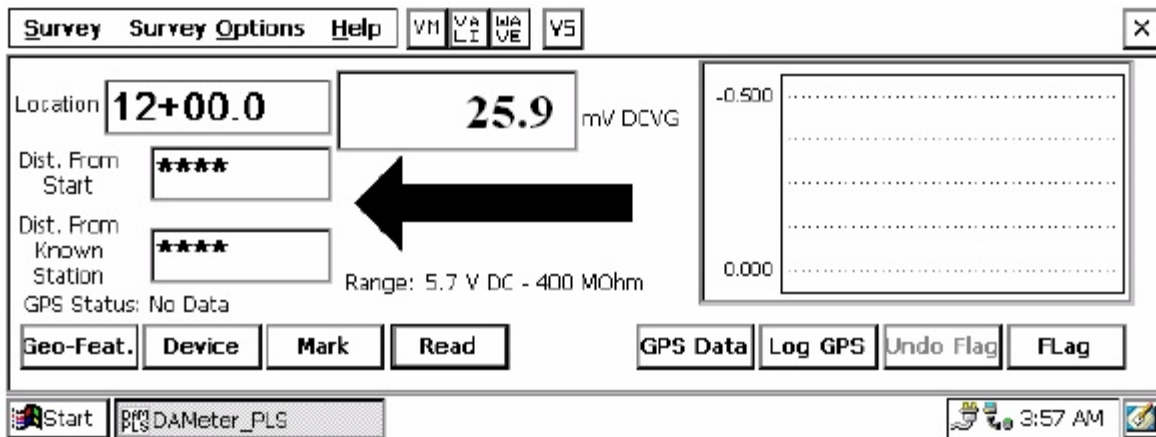 Survey Survey Options Help VM VA LI WA VE VS
Location 12+00.0 25.9 mV DCVG
Dist. From Start ****
Dist. From Known Station ****
Range: 5.7 V DC - 400 MOhm
GPS Status: No Data
-0.500
0.000
Geo-Feat. Device Mark Read GPS Data Log GPS Undo Flag FLag
Start DAMeter_PLS 3:57 AM